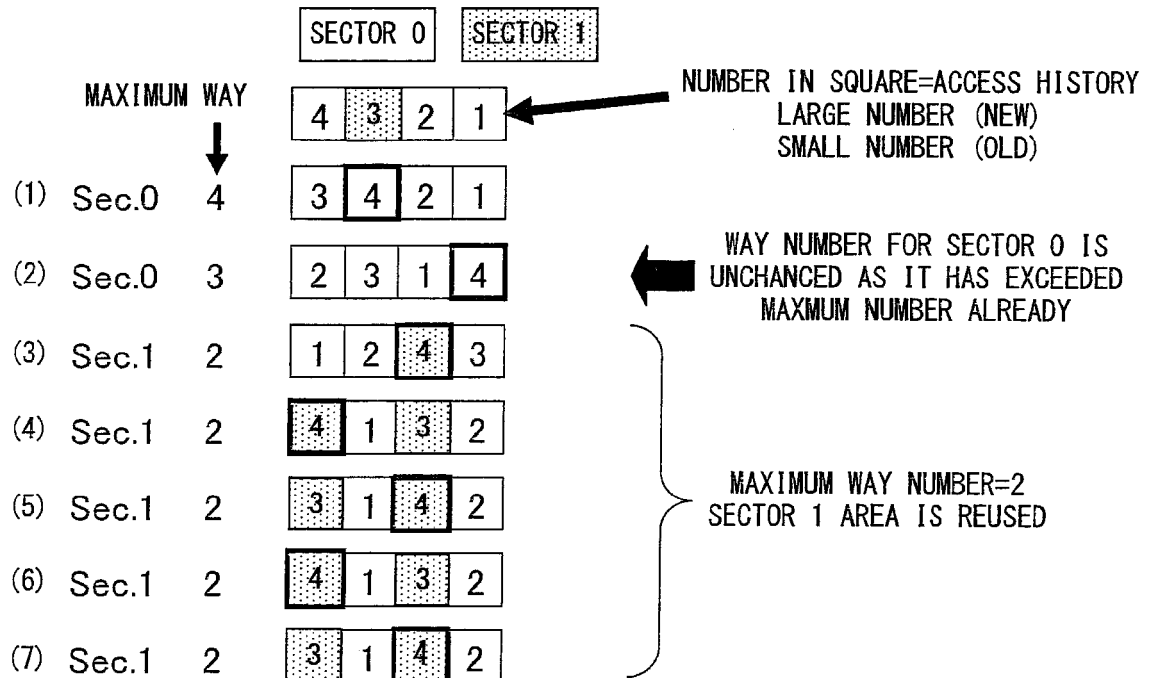 SECTOR 0 SECTOR 1
MAXIMUM WAY
4 3 2 1
NUMBER IN SQUARE=ACCESS HISTORY
LARGE NUMBER (NEW)
SMALL NUMBER (OLD)
(1) Sec.0 4 3 4 2 1
(2) Sec.0 3 2 3 1 4
WAY NUMBER FOR SECTOR 0 IS
UNCHANCED AS IT HAS EXCEEDED
MAXMUM NUMBER ALREADY
(3) Sec.1 2 1 2 4 3
(4) Sec.1 2 4 1 3 2
(5) Sec.1 2 3 1 4 2
MAXIMUM WAY NUMBER=2
SECTOR 1 AREA IS REUSED
(6) Sec.1 2 4 1 3 2
(7) Sec.1 2 3 1 4 2